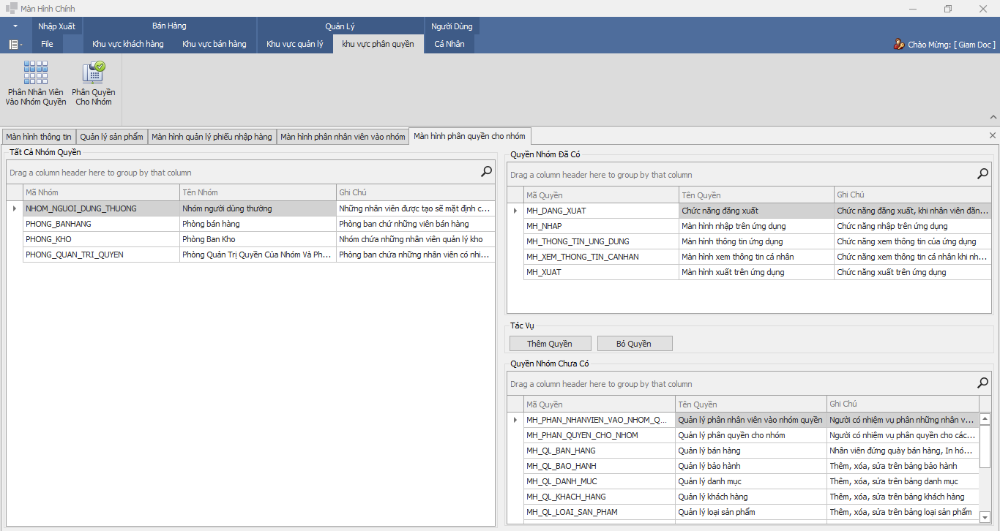 Màn Hình Chính
Nhập Xuất Bán Hàng Quản Lý Người Dùng
File Khu vực khách hàng Khu vực bán hàng Khu vực quản lý khu vực phân quyền Cá Nhân Chào Mừng: [ Giam Doc ]
Phân Nhân Viên
Vào Nhóm Quyền
Phân Quyền
Cho Nhóm
Màn hình thông tin Quản lý sản phẩm Màn hình quản lý phiếu nhập hàng Màn hình phân nhân viên vào nhóm Màn hình phân quyền cho nhóm
Tất Cả Nhóm Quyền
Drag a column header here to group by that column
Mã Nhóm Tên Nhóm Ghi Chú
NHOM_NGUOI_DUNG_THUONG Nhóm người dùng thường Những nhân viên được tạo sẽ mặt định c...
PHONG_BANHANG Phòng bán hàng Phòng ban chứ những viên bán hàng
PHONG_KHO Phòng Ban Kho Nhóm chứa những nhân viên quản lý kho
PHONG_QUAN_TRI_QUYEN Phòng Quản Trị Quyền Của Nhóm Và Ph... Phòng ban chứa những nhân viên có nhi...
Quyền Nhóm Đã Có
Drag a column header here to group by that column
Mã Quyền Tên Quyền Ghi Chú
MH_DANG_XUAT Chức năng đăng xuất Chức năng đăng xuất, khi nhân viên đăn...
MH_NHAP Màn hình nhập trên ứng dụng Chức năng nhập trên ứng dụng
MH_THONG_TIN_UNG_DUNG Màn hình thông tin ứng dụng Chức năng xem thông tin của ứng dụng
MH_XEM_THONG_TIN_CANHAN Màn hình xem thông tin cá nhân Chức năng xem thông tin cá nhân khi nh...
MH_XUAT Màn hình xuất trên ứng dụng Chức năng xuất trên ứng dụng
Tác Vụ
Thêm Quyền Bỏ Quyền
Quyền Nhóm Chưa Có
Drag a column header here to group by that column
Mã Quyền Tên Quyền Ghi Chú
MH_PHAN_NHANVIEN_VAO_NHOM_Q... Quản lý phân nhân viên vào nhóm quyền Người có nhiệm vụ phân những nhân v...
MH_PHAN_QUYEN_CHO_NHOM Quản lý phân quyền cho nhóm Người có nhiệm vụ phân quyền cho các...
MH_QL_BAN_HANG Quản lý bán hàng Nhân viên đứng quày bán hàng, In hó...
MH_QL_BAO_HANH Quản lý bảo hành Thêm, xóa, sửa trên bảng bảo hành
MH_QL_DANH_MUC Quản lý danh mục Thêm, xóa, sửa trên bảng danh mục
MH_QL_KHACH_HANG Quản lý khách hàng Thêm, xóa, sửa trên bảng khách hàng
MH_QL_LOAI_SAN_PHAM Quản lý loại sản phẩm Thêm, xóa, sửa trên bảng loại sản phẩm